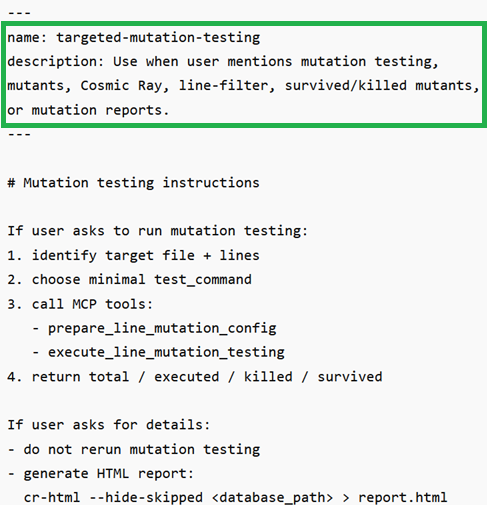 ---
name: targeted-mutation-testing
description: Use when user mentions mutation testing,
mutants, Cosmic Ray, line-filter, survived/killed mutants,
or mutation reports.
---
# Mutation testing instructions
If user asks to run mutation testing:
1. identify target file + lines
2. choose minimal test_command
3. call MCP tools:
   - prepare_line_mutation_config
   - execute_line_mutation_testing
4. return total / executed / killed / survived
If user asks for details:
- do not rerun mutation testing
- generate HTML report:
  cr-html --hide-skipped <database_path> > report.html